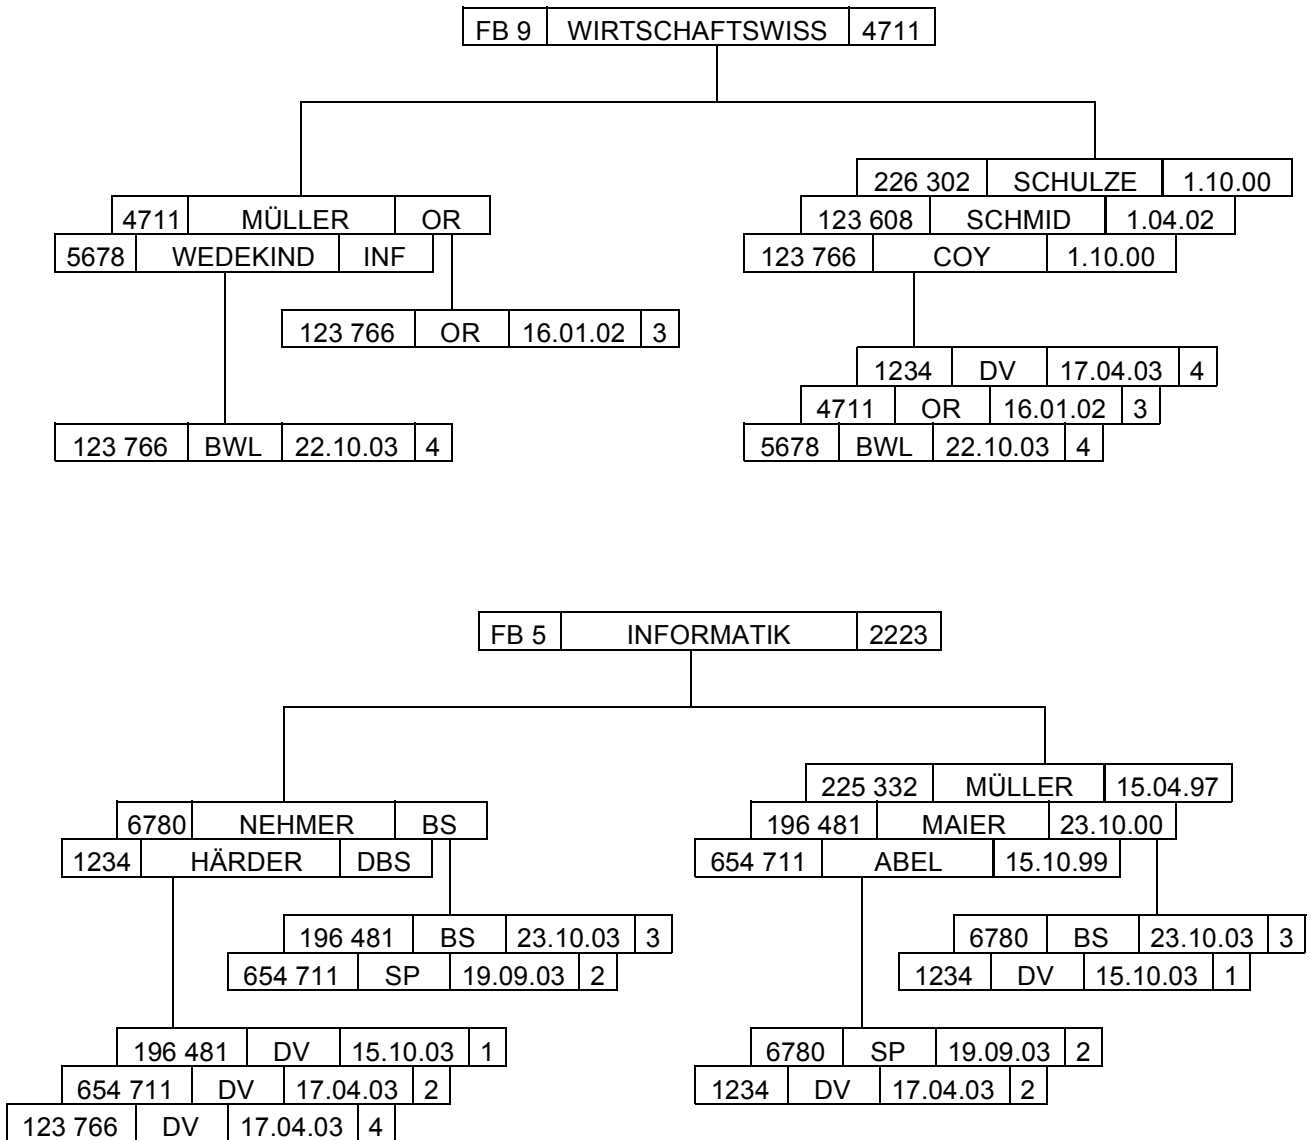 FB 9 WIRTSCHAFTSWISS 4711
226 302 SCHULZE 1.10.00
4711 MÜLLER OR
123 608 SCHMID 1.04.02
5678 WEDEKIND INF
123 766 COY 1.10.00
123 766 OR 16.01.02 3
1234 DV 17.04.03 4
4711 OR 16.01.02 3
123 766 BWL 22.10.03 4
5678 BWL 22.10.03 4
FB 5 INFORMATIK 2223
225 332 MÜLLER 15.04.97
6780 NEHMER BS
196 481 MAIER 23.10.00
1234 HÄRDER DBS
654 711 ABEL 15.10.99
196 481 BS 23.10.03 3
6780 BS 23.10.03 3
654 711 SP 19.09.03 2
1234 DV 15.10.03 1
196 481 DV 15.10.03 1
6780 SP 19.09.03 2
654 711 DV 17.04.03 2
1234 DV 17.04.03 2
123 766 DV 17.04.03 4